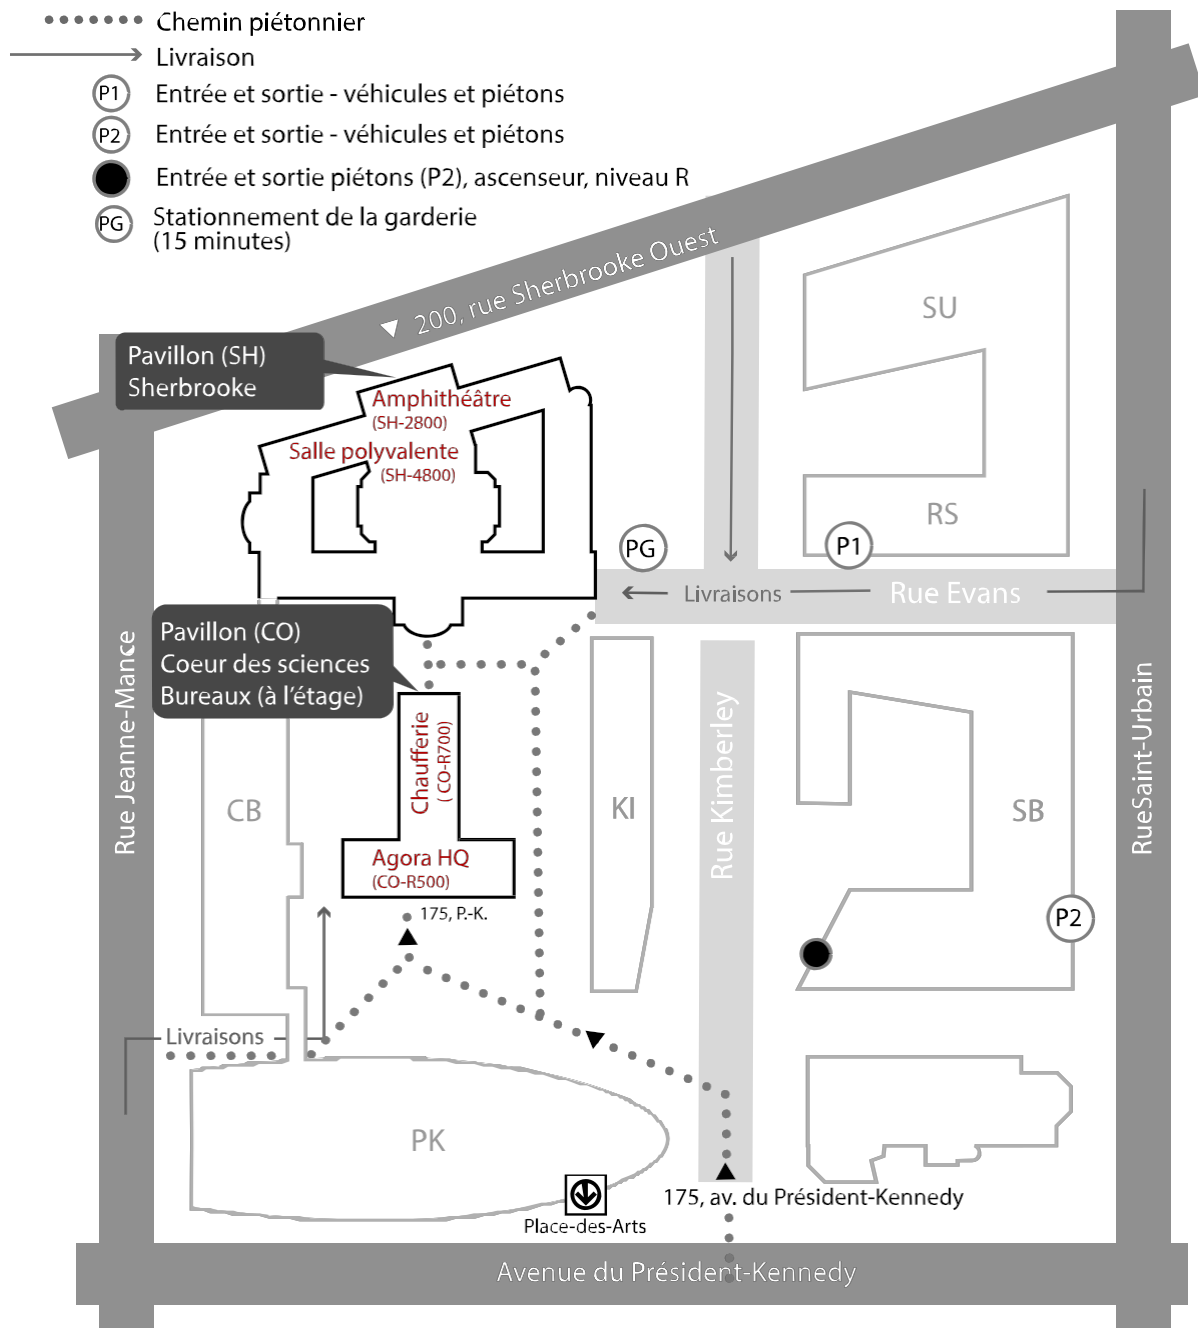 Chemin piétonnier
Livraison
P1 Entrée et sortie - véhicules et piétons
P2 Entrée et sortie - véhicules et piétons
Entrée et sortie piétons (P2), ascenseur, niveau R
PG Stationnement de la garderie
(15 minutes)
200, rue Sherbrooke Ouest
SU
Pavillon (SH)
Sherbrooke
Amphithéâtre
(SH-2800)
Salle polyvalente
(SH-4800)
RS
PG
P1
Livraisons
Rue Evans
Pavillon (CO)
Coeur des sciences
Bureaux (à l'étage)
Rue Jeanne-Mance
CB
Chaufferie
( CO-R700)
KI
Rue Kimberley
SB
RueSaint-Urbain
Agora HQ
(CO-R500)
175, P.-K.
P2
Livraisons
PK
175, av. du Président-Kennedy
Place-des-Arts
Avenue du Président-Kennedy